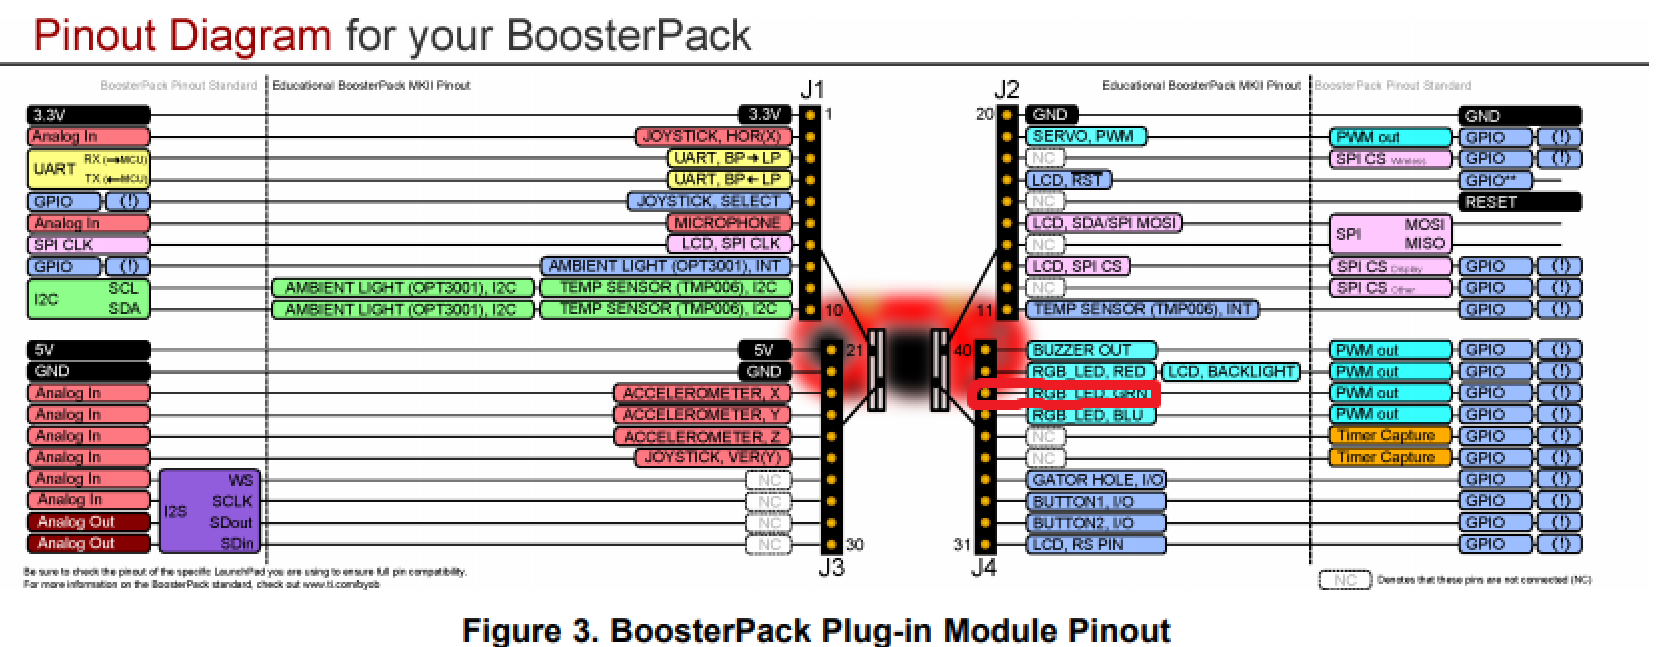 Pinout Diagram for your BoosterPack
BoosterPack Pinout Standard Educational BoosterPack MKII Pinout
J1
3.3V 3.3V 1
Analog In JOYSTICK, HOR(X)
UART RX (→MCU) UART, BP→LP
TX (←MCU) UART, BP←LP
GPIO (!) JOYSTICK, SELECT
Analog In MICROPHONE
SPI CLK LCD, SPI CLK
GPIO (!) AMBIENT LIGHT (OPT3001), INT
I2C SCL AMBIENT LIGHT (OPT3001), I2C TEMP SENSOR (TMP006), I2C
SDA AMBIENT LIGHT (OPT3001), I2C TEMP SENSOR (TMP006), I2C 10
5V 5V 21
GND GND
Analog In ACCELEROMETER, X
Analog In ACCELEROMETER, Y
Analog In ACCELEROMETER, Z
Analog In JOYSTICK, VER(Y)
Analog In I2S WS NC
Analog In SCLK NC
Analog Out SDout NC
Analog Out SDin NC 30
J3
Educational BoosterPack MKII Pinout BoosterPack Pinout Standard
J2
20 GND GND
SERVO, PWM PWM out GPIO (!)
NC SPI CS Wireless GPIO (!)
LCD, RST GPIO**
NC RESET
LCD, SDA/SPI MOSI SPI MOSI
NC MISO
LCD, SPI CS SPI CS Display GPIO (!)
NC SPI CS Other GPIO (!)
11 TEMP SENSOR (TMP006), INT GPIO (!)
40 BUZZER OUT PWM out GPIO (!)
RGB_LED, RED LCD, BACKLIGHT PWM out GPIO (!)
RGB_LED, GRN PWM out GPIO (!)
RGB_LED, BLU PWM out GPIO (!)
NC Timer Capture GPIO (!)
NC Timer Capture GPIO (!)
GATOR HOLE, I/O GPIO (!)
BUTTON1, I/O GPIO (!)
BUTTON2, I/O GPIO (!)
31 LCD, RS PIN GPIO (!)
J4
Be sure to check the pinout of the specific LaunchPad you are using to ensure full pin compatibility.
For more information on the BoosterPack standard, check out www.ti.com/byob
NC Denotes that these pins are not connected (NC)
Figure 3. BoosterPack Plug-in Module Pinout